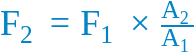 F₂ = F₁ × A₂/A₁